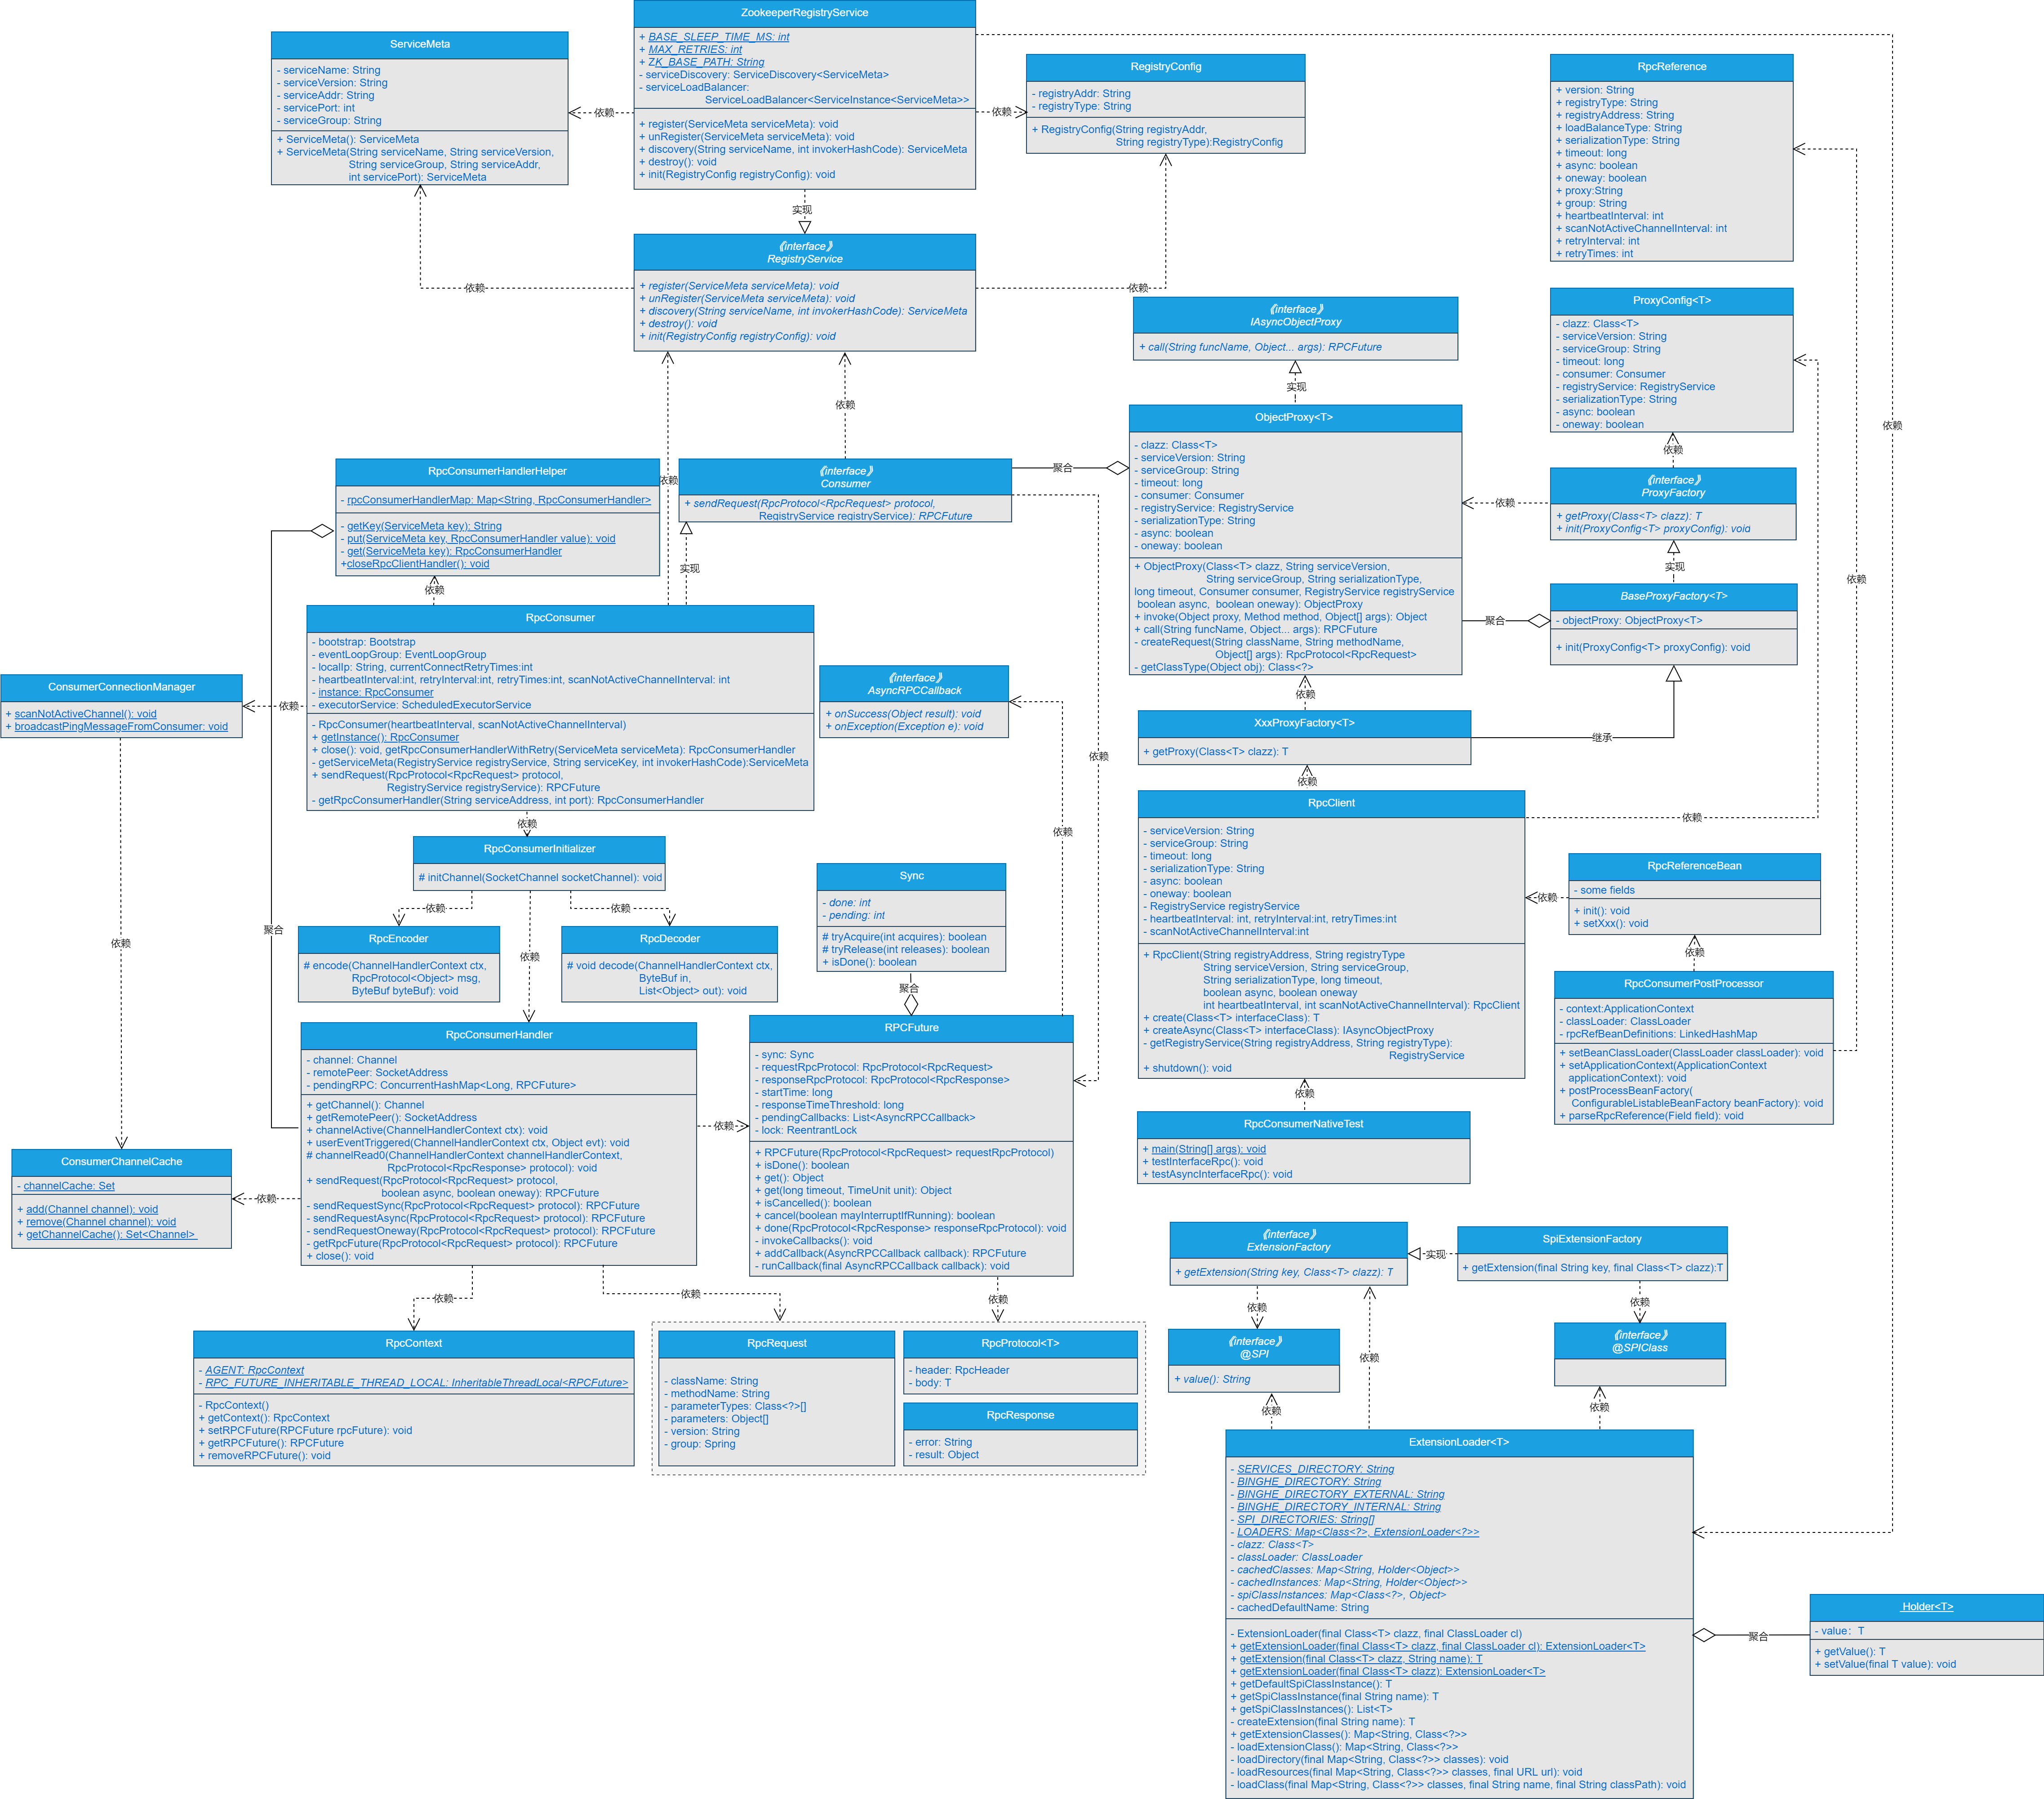 ZookeeperRegistryService
+ BASE_SLEEP_TIME_MS: int
+ MAX_RETRIES: int
+ ZK_BASE_PATH: String
- serviceDiscovery: ServiceDiscovery<ServiceMeta>
- serviceLoadBalancer:
ServiceLoadBalancer<ServiceInstance<ServiceMeta>>
+ register(ServiceMeta serviceMeta): void
+ unRegister(ServiceMeta serviceMeta): void
+ discovery(String serviceName, int invokerHashCode): ServiceMeta
+ destroy(): void
+ init(RegistryConfig registryConfig): void
ServiceMeta
- serviceName: String
- serviceVersion: String
- serviceAddr: String
- servicePort: int
- serviceGroup: String
+ ServiceMeta(): ServiceMeta
+ ServiceMeta(String serviceName, String serviceVersion,
String serviceGroup, String serviceAddr,
int servicePort): ServiceMeta
依赖
依赖
RegistryConfig
- registryAddr: String
- registryType: String
+ RegistryConfig(String registryAddr,
String registryType):RegistryConfig
RpcReference
+ version: String
+ registryType: String
+ registryAddress: String
+ loadBalanceType: String
+ serializationType: String
+ timeout: long
+ async: boolean
+ oneway: boolean
+ proxy:String
+ group: String
+ heartbeatInterval: int
+ scanNotActiveChannelInterval: int
+ retryInterval: int
+ retryTimes: int
实现
《interface》
RegistryService
+ register(ServiceMeta serviceMeta): void
+ unRegister(ServiceMeta serviceMeta): void
+ discovery(String serviceName, int invokerHashCode): ServiceMeta
+ destroy(): void
+ init(RegistryConfig registryConfig): void
依赖
依赖
《interface》
IAsyncObjectProxy
+ call(String funcName, Object... args): RPCFuture
实现
ProxyConfig<T>
- clazz: Class<T>
- serviceVersion: String
- serviceGroup: String
- timeout: long
- consumer: Consumer
- registryService: RegistryService
- serializationType: String
- async: boolean
- oneway: boolean
依赖
依赖
依赖
ObjectProxy<T>
- clazz: Class<T>
- serviceVersion: String
- serviceGroup: String
- timeout: long
- consumer: Consumer
- registryService: RegistryService
- serializationType: String
- async: boolean
- oneway: boolean
+ ObjectProxy(Class<T> clazz, String serviceVersion,
String serviceGroup, String serializationType,
long timeout, Consumer consumer, RegistryService registryService
boolean async,  boolean oneway): ObjectProxy
+ invoke(Object proxy, Method method, Object[] args): Object
+ call(String funcName, Object... args): RPCFuture
- createRequest(String className, String methodName,
Object[] args): RpcProtocol<RpcRequest>
- getClassType(Object obj): Class<?>
RpcConsumerHandlerHelper
- rpcConsumerHandlerMap: Map<String, RpcConsumerHandler>
- getKey(ServiceMeta key): String
- put(ServiceMeta key, RpcConsumerHandler value): void
- get(ServiceMeta key): RpcConsumerHandler
+closeRpcClientHandler(): void
依赖
《interface》
Consumer
+ sendRequest(RpcProtocol<RpcRequest> protocol,
RegistryService registryService): RPCFuture
聚合
《interface》
ProxyFactory
+ getProxy(Class<T> clazz): T
+ init(ProxyConfig<T> proxyConfig): void
依赖
实现
实现
依赖
依赖
BaseProxyFactory<T>
- objectProxy: ObjectProxy<T>
+ init(ProxyConfig<T> proxyConfig): void
聚合
RpcConsumer
- bootstrap: Bootstrap
- eventLoopGroup: EventLoopGroup
- localIp: String, currentConnectRetryTimes:int
- heartbeatInterval:int, retryInterval:int, retryTimes:int, scanNotActiveChannelInterval: int
- instance: RpcConsumer
- executorService: ScheduledExecutorService
- RpcConsumer(heartbeatInterval, scanNotActiveChannelInterval)
+ getInstance(): RpcConsumer
+ close(): void, getRpcConsumerHandlerWithRetry(ServiceMeta serviceMeta): RpcConsumerHandler
- getServiceMeta(RegistryService registryService, String serviceKey, int invokerHashCode):ServiceMeta
+ sendRequest(RpcProtocol<RpcRequest> protocol,
RegistryService registryService): RPCFuture
- getRpcConsumerHandler(String serviceAddress, int port): RpcConsumerHandler
ConsumerConnectionManager
+ scanNotActiveChannel(): void
+ broadcastPingMessageFromConsumer: void
依赖
《interface》
AsyncRPCCallback
+ onSuccess(Object result): void
+ onException(Exception e): void
依赖
依赖
XxxProxyFactory<T>
+ getProxy(Class<T> clazz): T
继承
依赖
依赖
RpcClient
- serviceVersion: String
- serviceGroup: String
- timeout: long
- serializationType: String
- async: boolean
- oneway: boolean
- RegistryService registryService
- heartbeatInterval: int, retryInterval:int, retryTimes:int
- scanNotActiveChannelInterval:int
+ RpcClient(String registryAddress, String registryType
String serviceVersion, String serviceGroup,
String serializationType, long timeout,
boolean async, boolean oneway
int heartbeatInterval, int scanNotActiveChannelInterval): RpcClient
+ create(Class<T> interfaceClass): T
+ createAsync(Class<T> interfaceClass): IAsyncObjectProxy
- getRegistryService(String registryAddress, String registryType):
RegistryService
+ shutdown(): void
依赖
依赖
RpcConsumerInitializer
# initChannel(SocketChannel socketChannel): void
依赖
依赖
RpcReferenceBean
- some fields
+ init(): void
+ setXxx(): void
依赖
依赖
Sync
- done: int
- pending: int
# tryAcquire(int acquires): boolean
# tryRelease(int releases): boolean
+ isDone(): boolean
聚合
聚合
依赖
依赖
RpcEncoder
# encode(ChannelHandlerContext ctx,
RpcProtocol<Object> msg,
ByteBuf byteBuf): void
RpcDecoder
# void decode(ChannelHandlerContext ctx,
ByteBuf in,
List<Object> out): void
RpcConsumerPostProcessor
- context:ApplicationContext
- classLoader: ClassLoader
- rpcRefBeanDefinitions: LinkedHashMap
+ setBeanClassLoader(ClassLoader classLoader): void
+ setApplicationContext(ApplicationContext
applicationContext): void
+ postProcessBeanFactory(
ConfigurableListableBeanFactory beanFactory): void
+ parseRpcReference(Field field): void
RpcConsumerHandler
- channel: Channel
- remotePeer: SocketAddress
- pendingRPC: ConcurrentHashMap<Long, RPCFuture>
+ getChannel(): Channel
+ getRemotePeer(): SocketAddress
+ channelActive(ChannelHandlerContext ctx): void
+ userEventTriggered(ChannelHandlerContext ctx, Object evt): void
# channelRead0(ChannelHandlerContext channelHandlerContext,
RpcProtocol<RpcResponse> protocol): void
+ sendRequest(RpcProtocol<RpcRequest> protocol,
boolean async, boolean oneway): RPCFuture
- sendRequestSync(RpcProtocol<RpcRequest> protocol): RPCFuture
- sendRequestAsync(RpcProtocol<RpcRequest> protocol): RPCFuture
- sendRequestOneway(RpcProtocol<RpcRequest> protocol): RPCFuture
- getRpcFuture(RpcProtocol<RpcRequest> protocol): RPCFuture
+ close(): void
依赖
RPCFuture
- sync: Sync
- requestRpcProtocol: RpcProtocol<RpcRequest>
- responseRpcProtocol: RpcProtocol<RpcResponse>
- startTime: long
- responseTimeThreshold: long
- pendingCallbacks: List<AsyncRPCCallback>
- lock: ReentrantLock
+ RPCFuture(RpcProtocol<RpcRequest> requestRpcProtocol)
+ isDone(): boolean
+ get(): Object
+ get(long timeout, TimeUnit unit): Object
+ isCancelled(): boolean
+ cancel(boolean mayInterruptIfRunning): boolean
+ done(RpcProtocol<RpcResponse> responseRpcProtocol): void
- invokeCallbacks(): void
+ addCallback(AsyncRPCCallback callback): RPCFuture
- runCallback(final AsyncRPCCallback callback): void
依赖
RpcConsumerNativeTest
+ main(String[] args): void
+ testInterfaceRpc(): void
+ testAsyncInterfaceRpc(): void
ConsumerChannelCache
- channelCache: Set
+ add(Channel channel): void
+ remove(Channel channel): void
+ getChannelCache(): Set<Channel>
依赖
《interface》
ExtensionFactory
+ getExtension(String key, Class<T> clazz): T
实现
SpiExtensionFactory
+ getExtension(final String key, final Class<T> clazz):T
依赖
依赖
依赖
依赖
依赖
依赖
RpcContext
- AGENT: RpcContext
- RPC_FUTURE_INHERITABLE_THREAD_LOCAL: InheritableThreadLocal<RPCFuture>
- RpcContext()
+ getContext(): RpcContext
+ setRPCFuture(RPCFuture rpcFuture): void
+ getRPCFuture(): RPCFuture
+ removeRPCFuture(): void
RpcRequest
- className: String
- methodName: String
- parameterTypes: Class<?>[]
- parameters: Object[]
- version: String
- group: Spring
RpcProtocol<T>
- header: RpcHeader
- body: T
RpcResponse
- error: String
- result: Object
《interface》
@SPI
+ value(): String
《interface》
@SPIClass
依赖
依赖
ExtensionLoader<T>
- SERVICES_DIRECTORY: String
- BINGHE_DIRECTORY: String
- BINGHE_DIRECTORY_EXTERNAL: String
- BINGHE_DIRECTORY_INTERNAL: String
- SPI_DIRECTORIES: String[]
- LOADERS: Map<Class<?>, ExtensionLoader<?>>
- clazz: Class<T>
- classLoader: ClassLoader
- cachedClasses: Map<String, Holder<Object>>
- cachedInstances: Map<String, Holder<Object>>
- spiClassInstances: Map<Class<?>, Object>
- cachedDefaultName: String
- ExtensionLoader(final Class<T> clazz, final ClassLoader cl)
+ getExtensionLoader(final Class<T> clazz, final ClassLoader cl): ExtensionLoader<T>
+ getExtension(final Class<T> clazz, String name): T
+ getExtensionLoader(final Class<T> clazz): ExtensionLoader<T>
+ getDefaultSpiClassInstance(): T
+ getSpiClassInstance(final String name): T
+ getSpiClassInstances(): List<T>
- createExtension(final String name): T
+ getExtensionClasses(): Map<String, Class<?>>
- loadExtensionClass(): Map<String, Class<?>>
- loadDirectory(final Map<String, Class<?>> classes): void
- loadResources(final Map<String, Class<?>> classes, final URL url): void
- loadClass(final Map<String, Class<?>> classes, final String name, final String classPath): void
聚合
Holder<T>
- value：T
+ getValue(): T
+ setValue(final T value): void